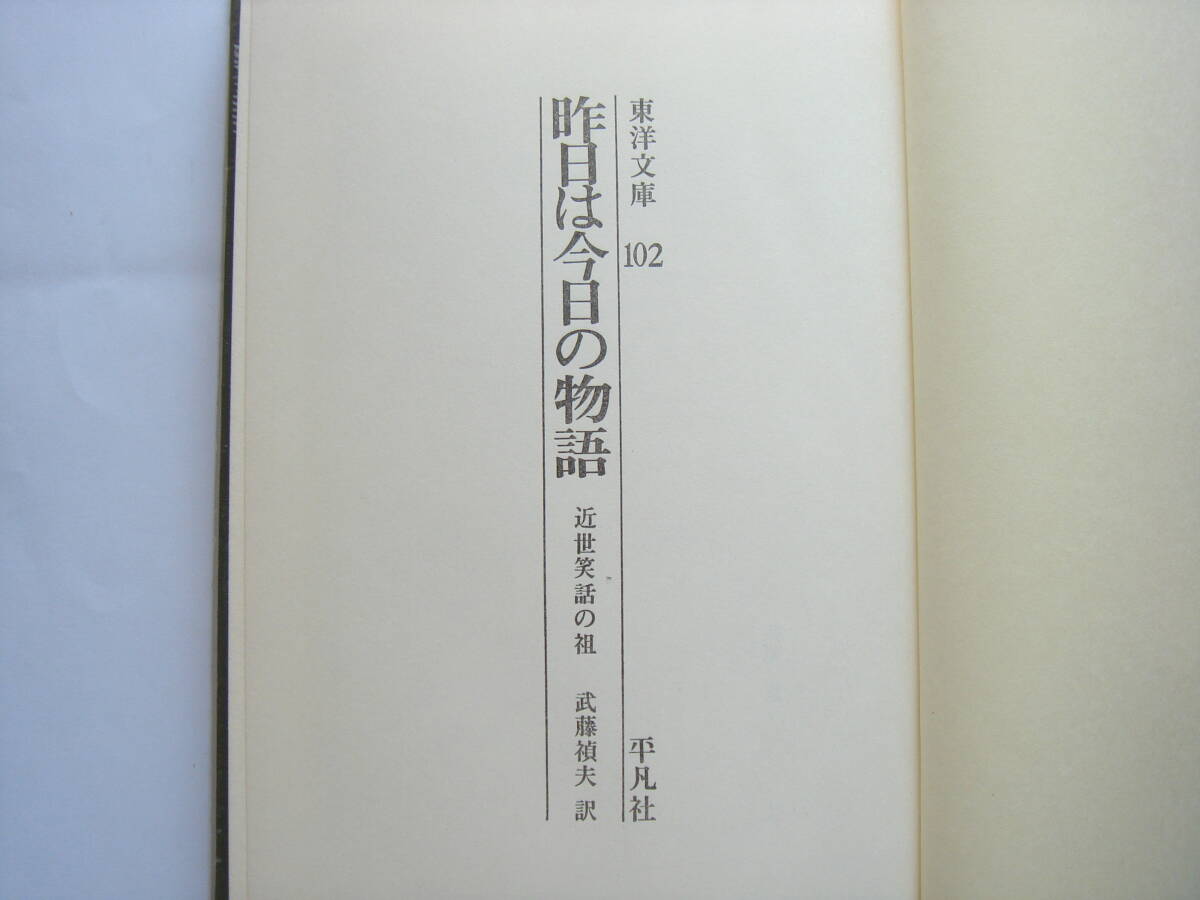 東洋文庫 102
平凡社
昨日は今日の物語
近世笑話の祖 武藤禎夫 訳